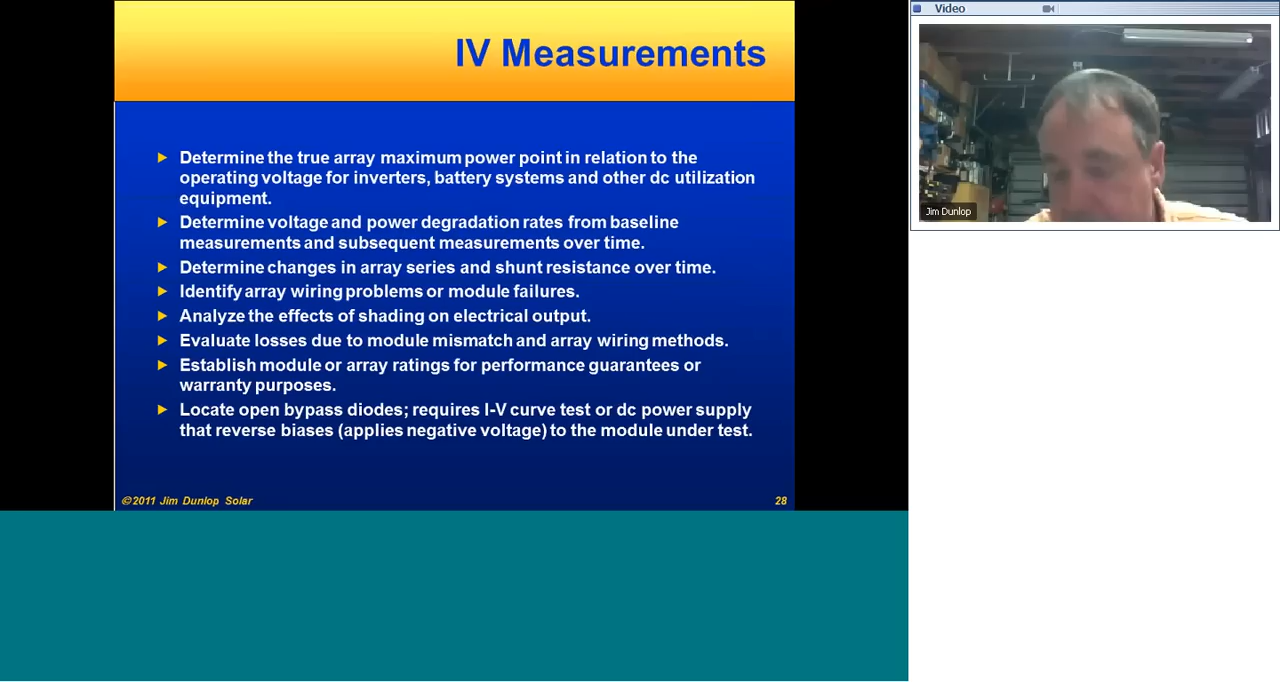 IV Measurements
Determine the true array maximum power point in relation to the
operating voltage for inverters, battery systems and other dc utilization
equipment.
Determine voltage and power degradation rates from baseline
measurements and subsequent measurements over time.
Determine changes in array series and shunt resistance over time.
Identify array wiring problems or module failures.
Analyze the effects of shading on electrical output.
Evaluate losses due to module mismatch and array wiring methods.
Establish module or array ratings for performance guarantees or
warranty purposes.
Locate open bypass diodes; requires I-V curve test or dc power supply
that reverse biases (applies negative voltage) to the module under test.
©2011 Jim Dunlop Solar
28
Video
Jim Dunlop